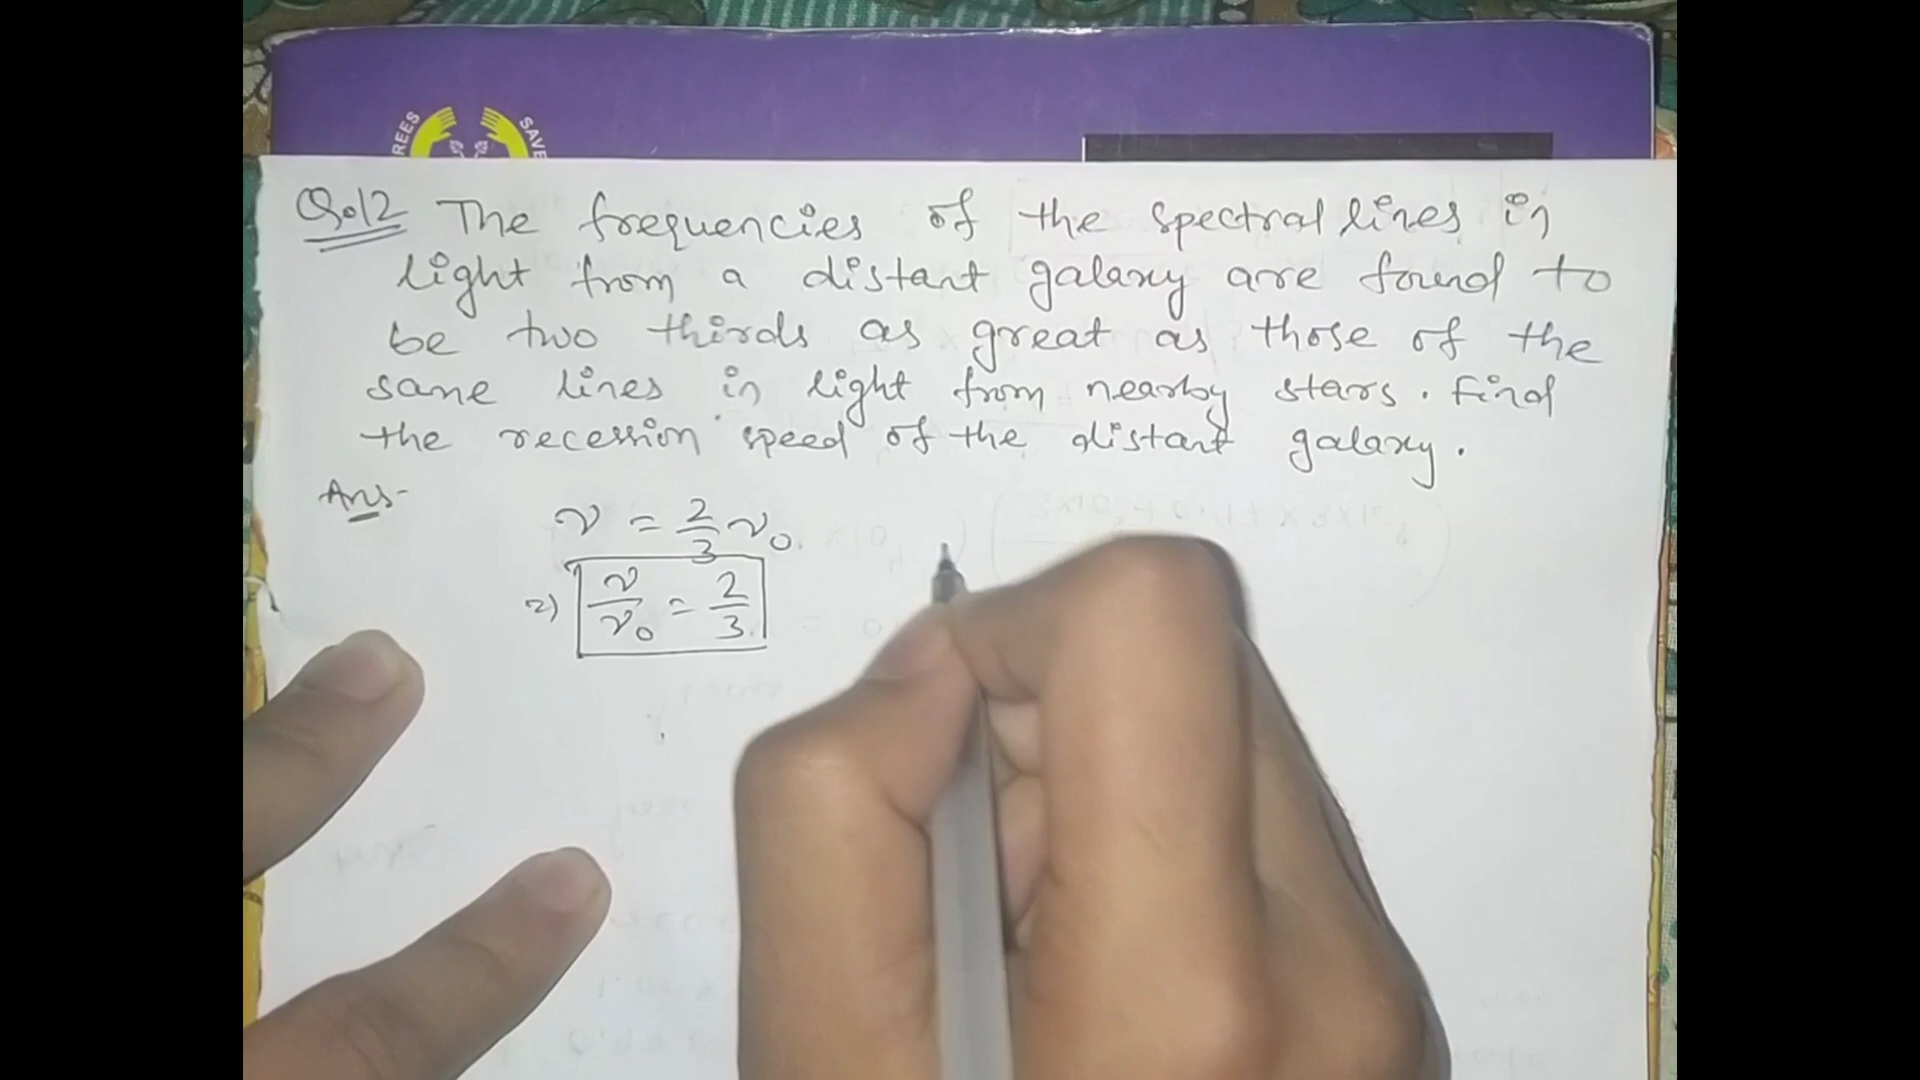 REES SAVE
Q.12 The frequencies of the spectral lines in
light from a distant galaxy are found to
be two thirds as great as those of the
same lines in light from nearby stars. Find
the recession speed of the distant galaxy.
Ans-
ν = 2/3 ν₀
⇒) ν/ν₀ = 2/3